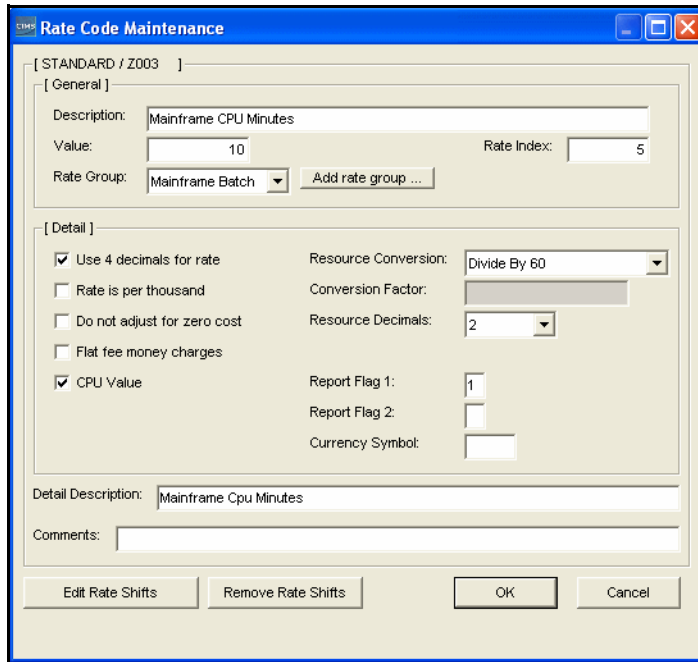 CIMS Rate Code Maintenance
[ STANDARD / Z003 ]
[ General ]
Description: Mainframe CPU Minutes
Value: 10 Rate Index: 5
Rate Group: Mainframe Batch Add rate group ...
[ Detail ]
Use 4 decimals for rate Resource Conversion: Divide By 60
Rate is per thousand Conversion Factor:
Do not adjust for zero cost Resource Decimals: 2
Flat fee money charges
CPU Value Report Flag 1: 1
Report Flag 2:
Currency Symbol:
Detail Description: Mainframe Cpu Minutes
Comments:
Edit Rate Shifts Remove Rate Shifts OK Cancel